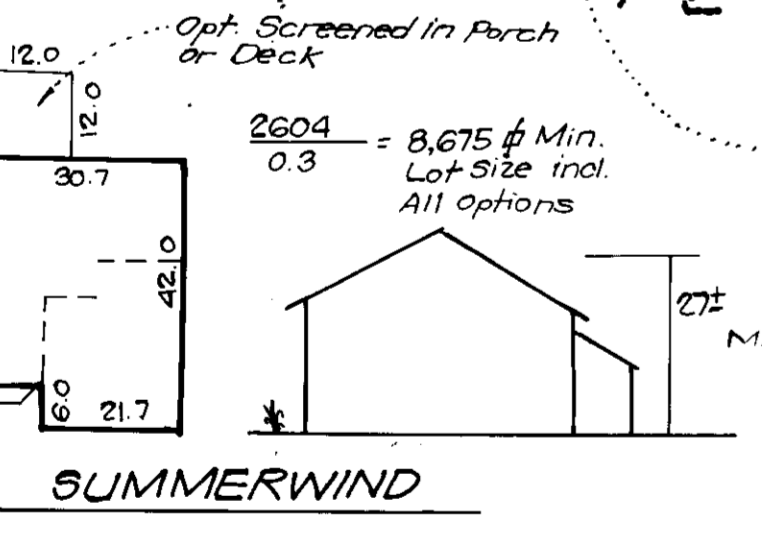 Opt. Screened in Porch
or Deck
12.0
12.0
30.7
2604
0.3
= 8,675 ⏀ Min.
Lot Size incl.
All Options
42.0
27±
6.0
21.7
SUMMERWIND